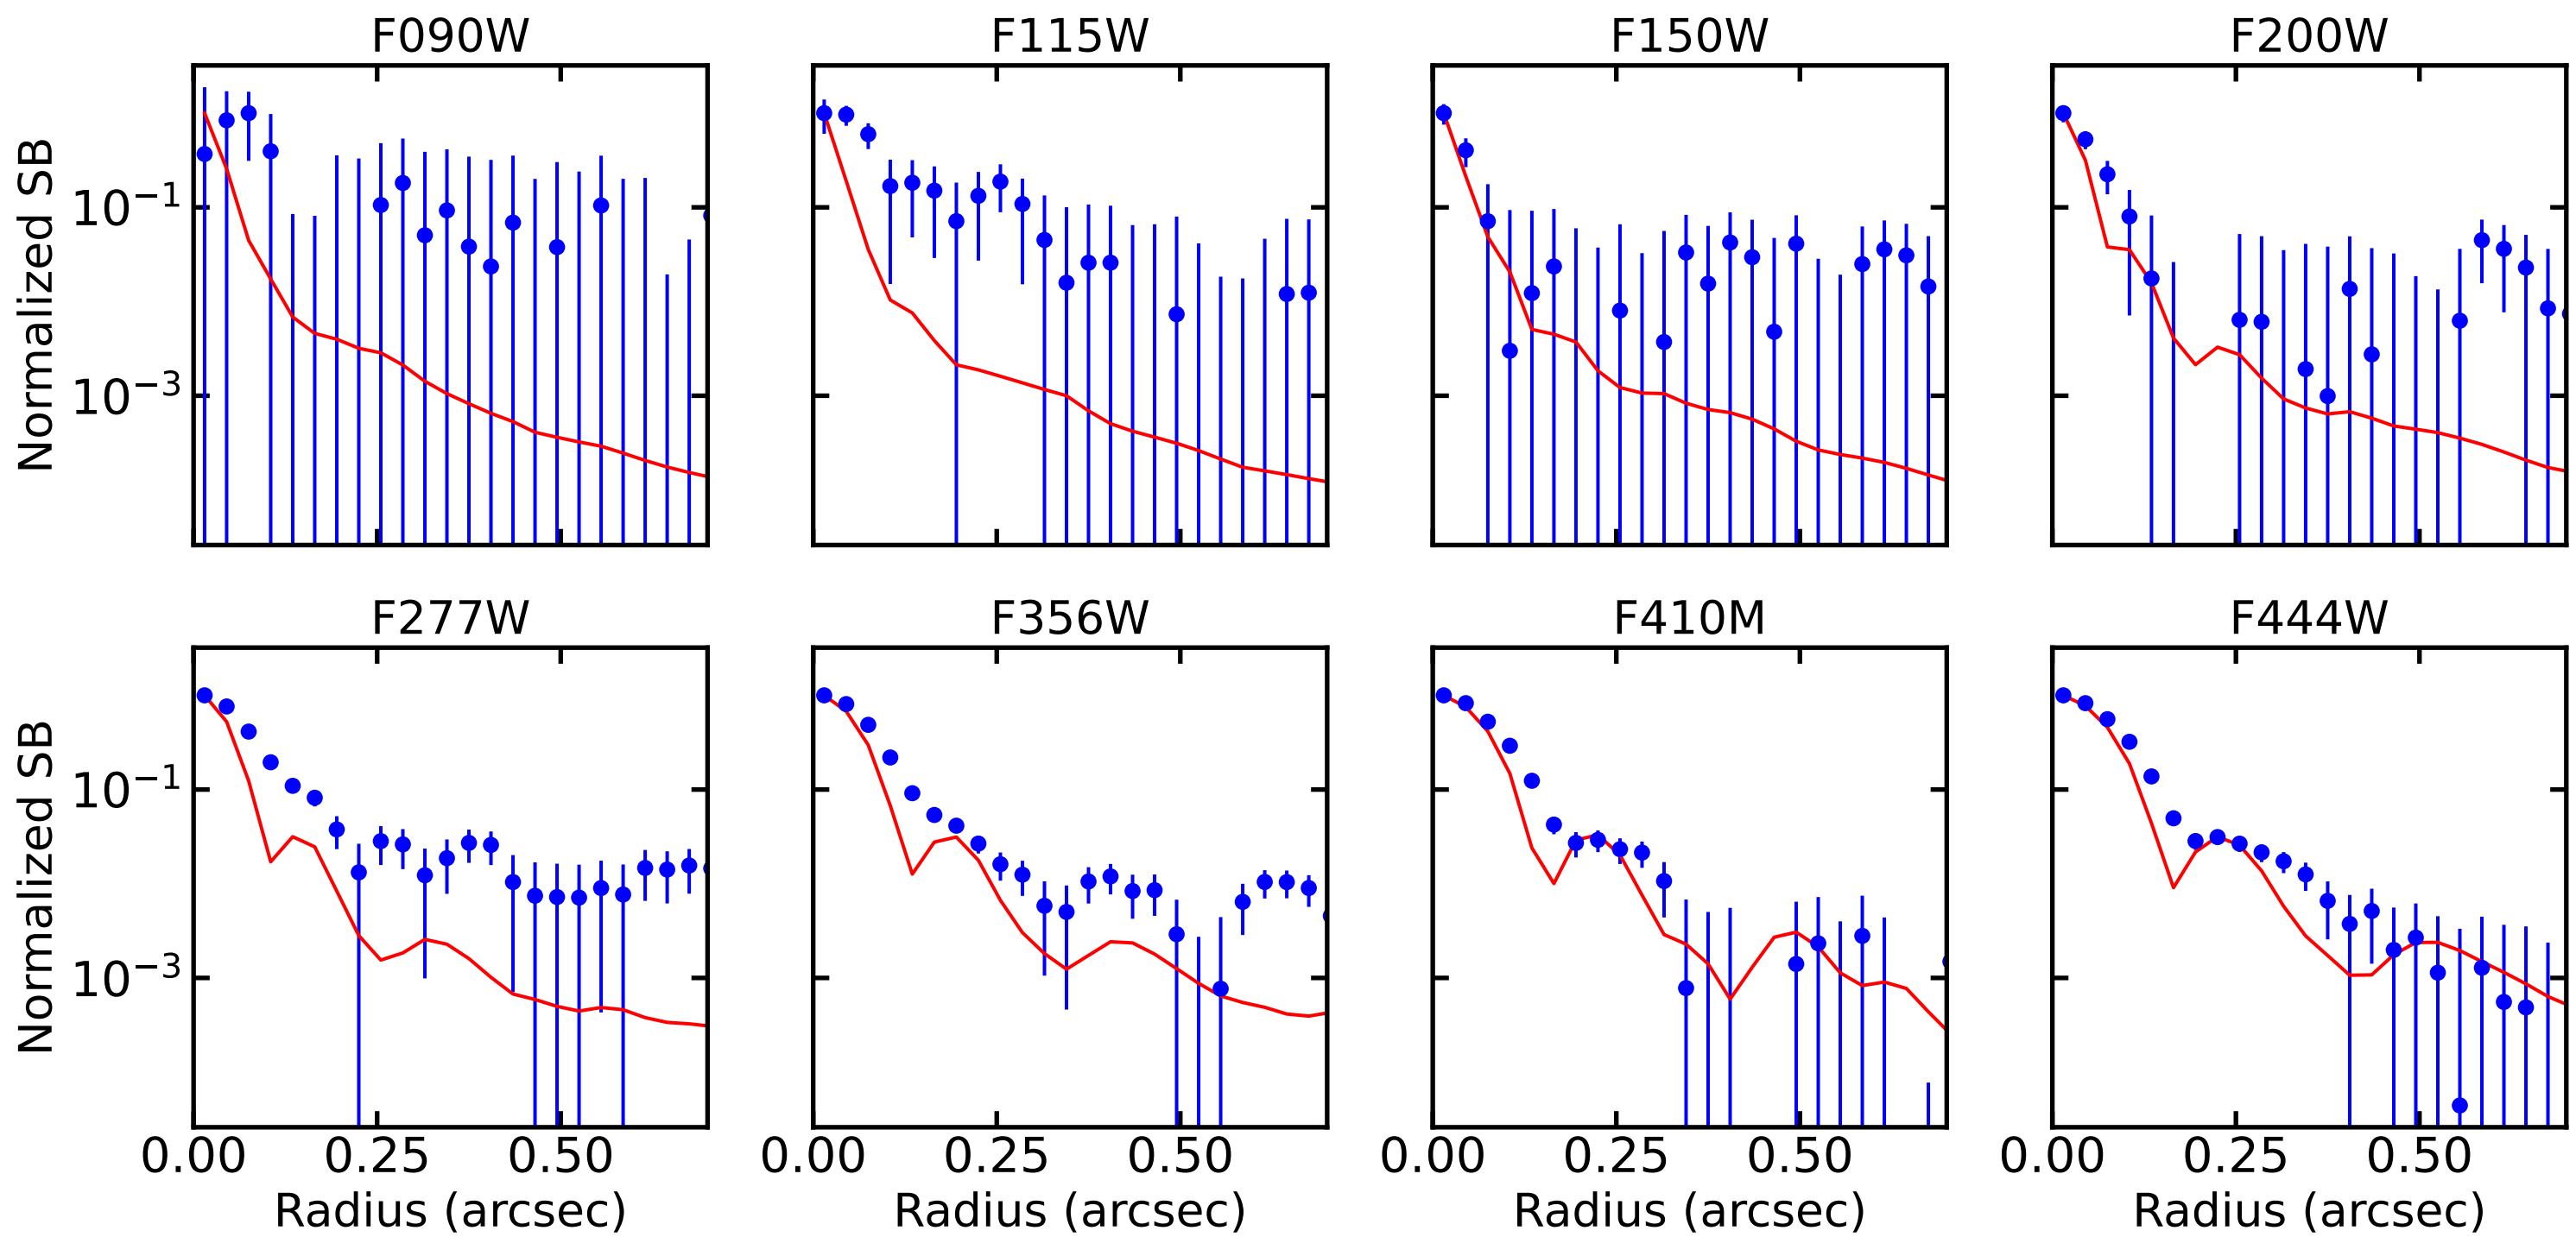 F090W F115W F150W F200W
Normalized SB
10⁻¹
10⁻³
F277W F356W F410M F444W
Normalized SB
10⁻¹
10⁻³
0.00 0.25 0.50 0.00 0.25 0.50 0.00 0.25 0.50 0.00 0.25 0.50
Radius (arcsec) Radius (arcsec) Radius (arcsec) Radius (arcsec)